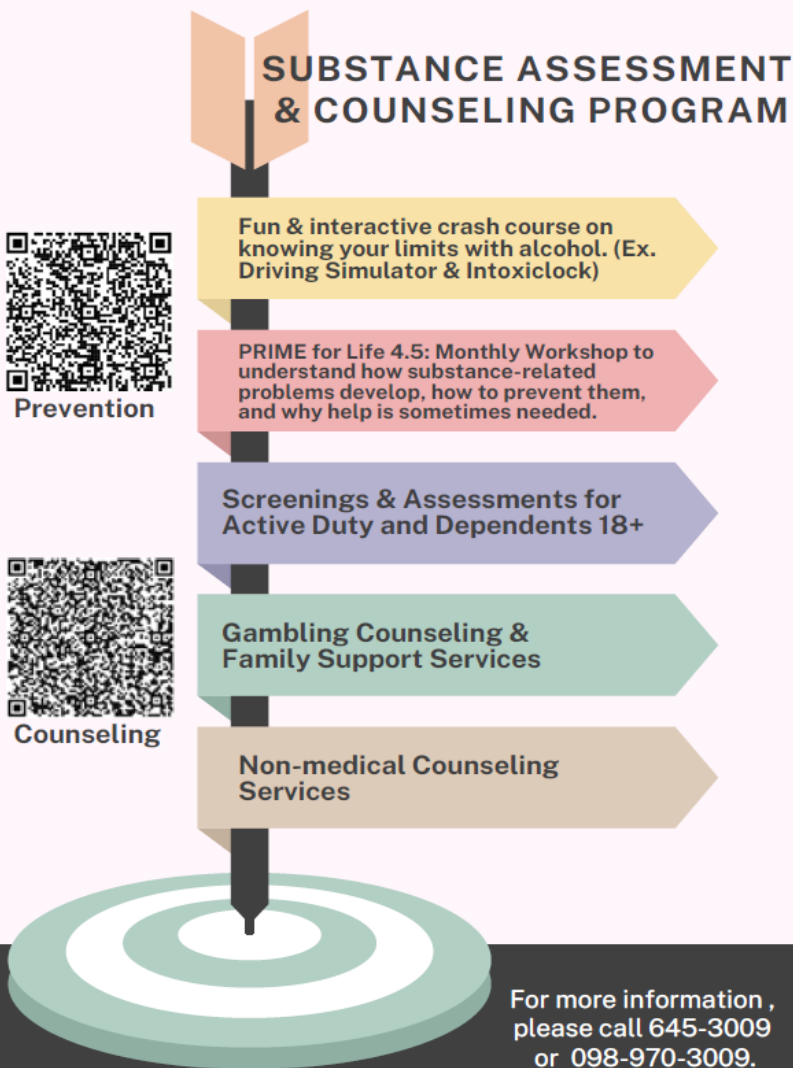 SUBSTANCE ASSESSMENT
& COUNSELING PROGRAM
Fun & interactive crash course on
knowing your limits with alcohol. (Ex.
Driving Simulator & Intoxiclock)
PRIME for Life 4.5: Monthly Workshop to
understand how substance-related
problems develop, how to prevent them,
and why help is sometimes needed.
Prevention
Screenings & Assessments for
Active Duty and Dependents 18+
Gambling Counseling &
Family Support Services
Counseling
Non-medical Counseling
Services
For more information ,
please call 645-3009
or 098-970-3009.